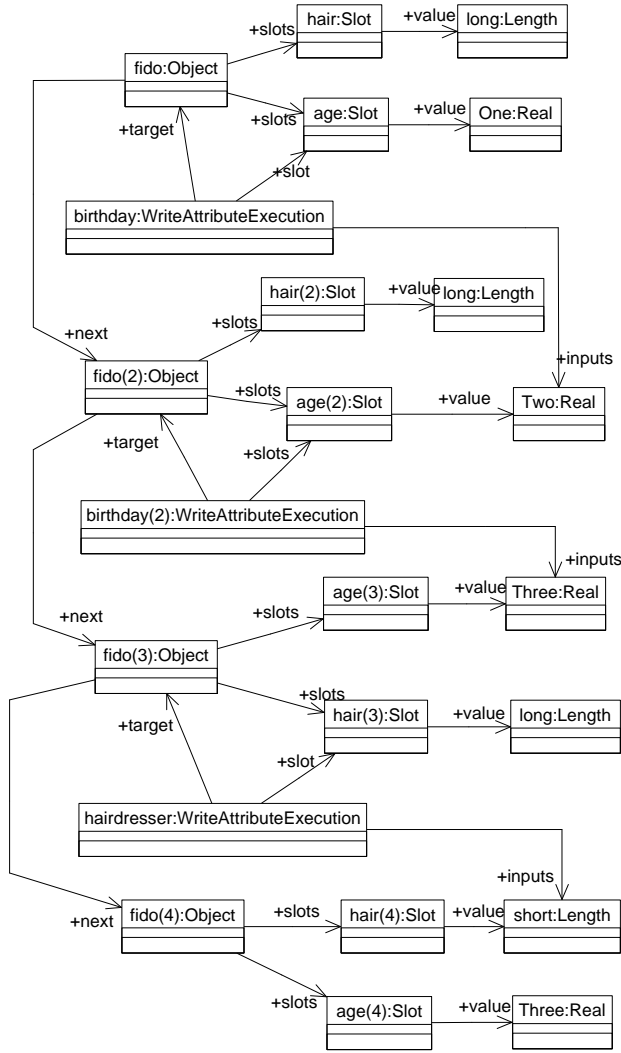 hair:Slot
+value
long:Length
+slots
fido:Object
age:Slot
+value
One:Real
+slots
+target
+slot
birthday:WriteAttributeExecution
hair(2):Slot
+value
long:Length
+slots
+next
+inputs
fido(2):Object
+slots
age(2):Slot
+value
Two:Real
+target
+slots
birthday(2):WriteAttributeExecution
+inputs
age(3):Slot
+value
Three:Real
+slots
+next
fido(3):Object
+slots
hair(3):Slot
+value
long:Length
+target
+slot
hairdresser:WriteAttributeExecution
+inputs
+next
fido(4):Object
+slots
hair(4):Slot
+value
short:Length
+slots
age(4):Slot
+value
Three:Real